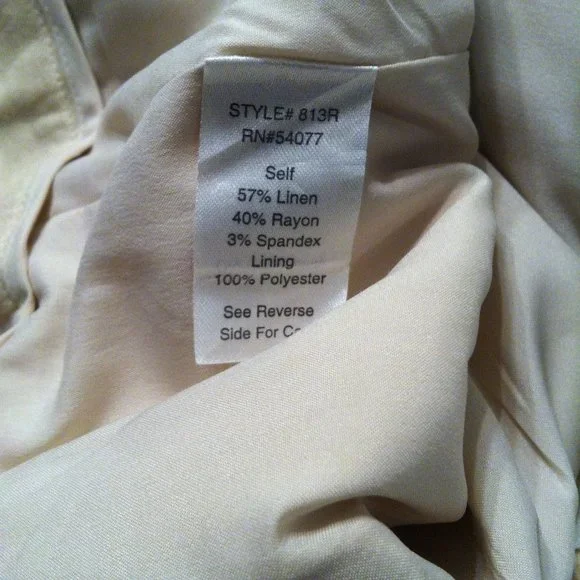 STYLE# 813R
RN#54077
Self
57% Linen
40% Rayon
3% Spandex
Lining
100% Polyester
See Reverse
Side For